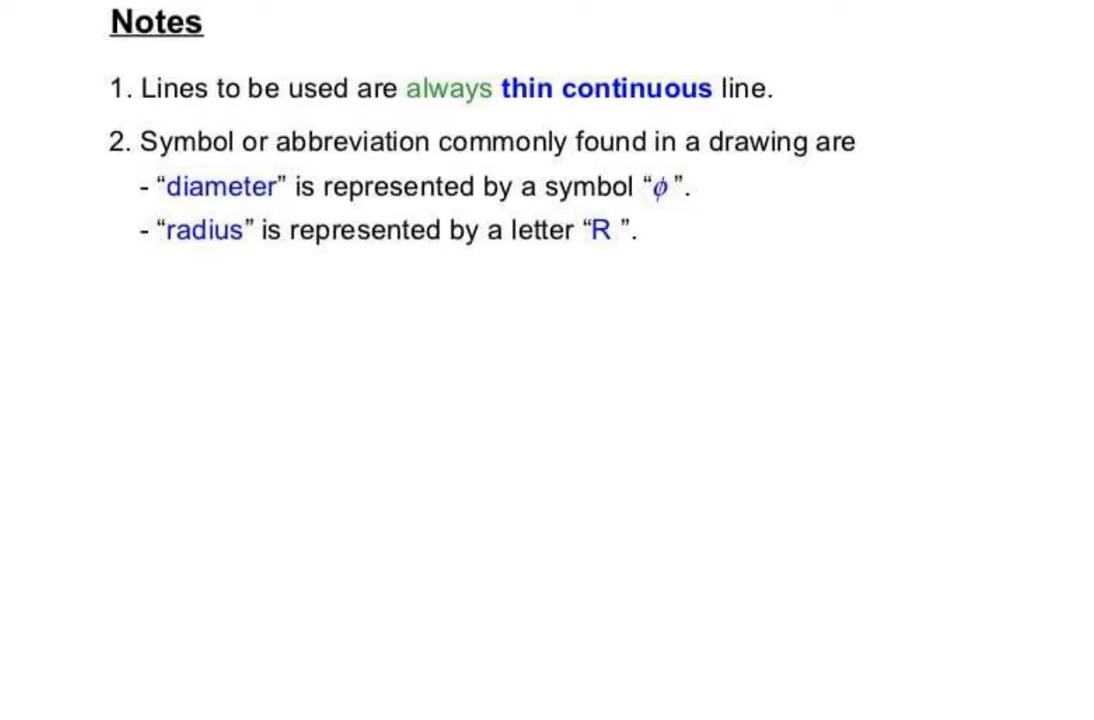 Notes
1. Lines to be used are always thin continuous line.
2. Symbol or abbreviation commonly found in a drawing are
- “diameter” is represented by a symbol “ϕ ”.
- “radius” is represented by a letter “R ”.